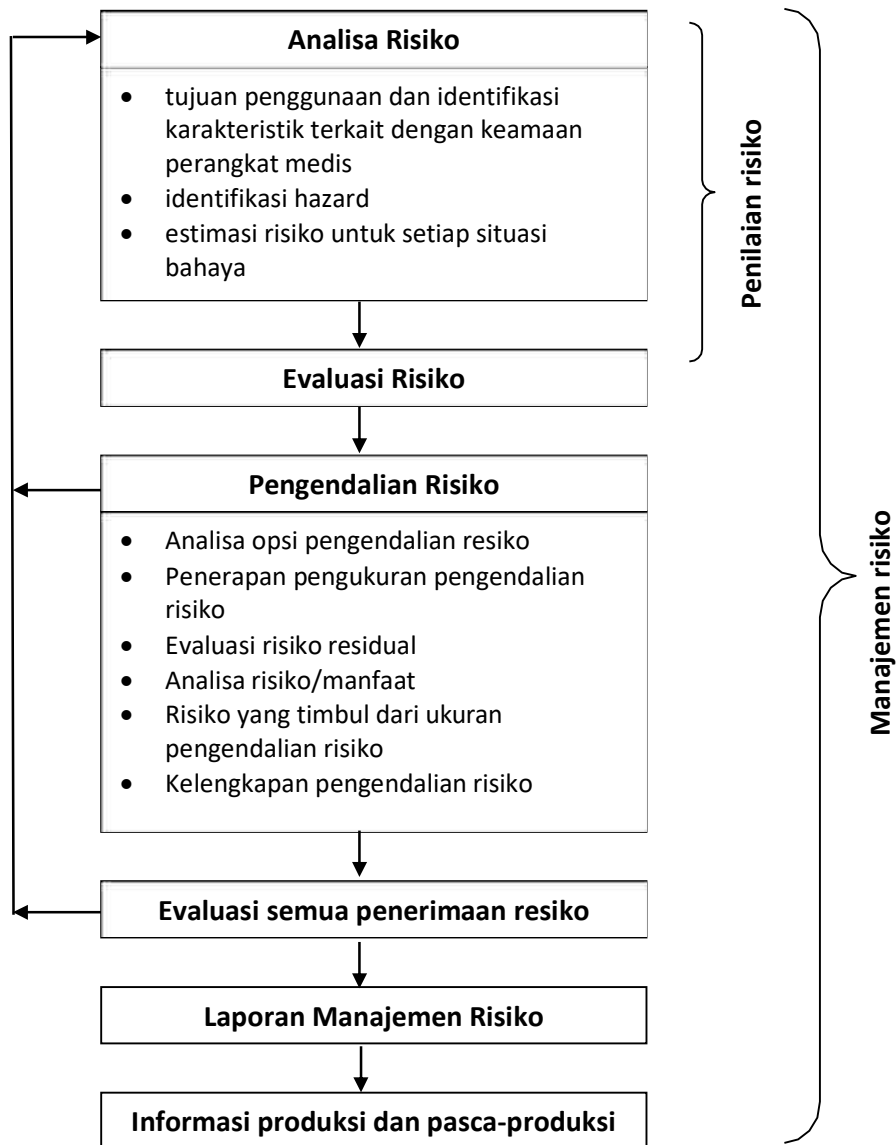 Analisa Risiko
• tujuan penggunaan dan identifikasi
karakteristik terkait dengan keamaan
perangkat medis
• identifikasi hazard
• estimasi risiko untuk setiap situasi
bahaya
Penilaian risiko
Evaluasi Risiko
Pengendalian Risiko
• Analisa opsi pengendalian resiko
• Penerapan pengukuran pengendalian
risiko
• Evaluasi risiko residual
• Analisa risiko/manfaat
• Risiko yang timbul dari ukuran
pengendalian risiko
• Kelengkapan pengendalian risiko
Manajemen risiko
Evaluasi semua penerimaan resiko
Laporan Manajemen Risiko
Informasi produksi dan pasca-produksi